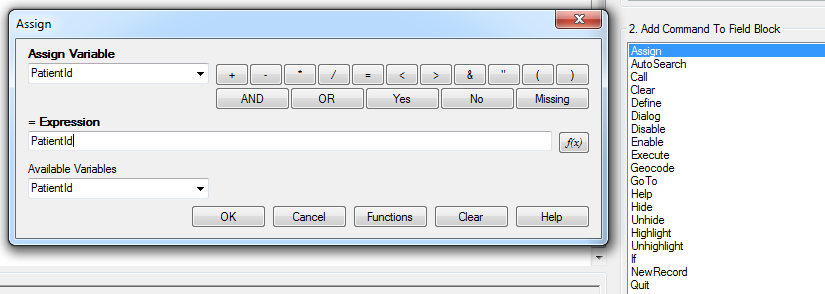 Assign
X
Assign Variable
PatientId
+ - * / = < > & " ( )
AND OR Yes No Missing
= Expression
PatientId
f(x)
Available Variables
PatientId
OK Cancel Functions Clear Help
2. Add Command To Field Block
Assign
AutoSearch
Call
Clear
Define
Dialog
Disable
Enable
Execute
Geocode
GoTo
Help
Hide
Unhide
Highlight
Unhighlight
If
NewRecord
Quit